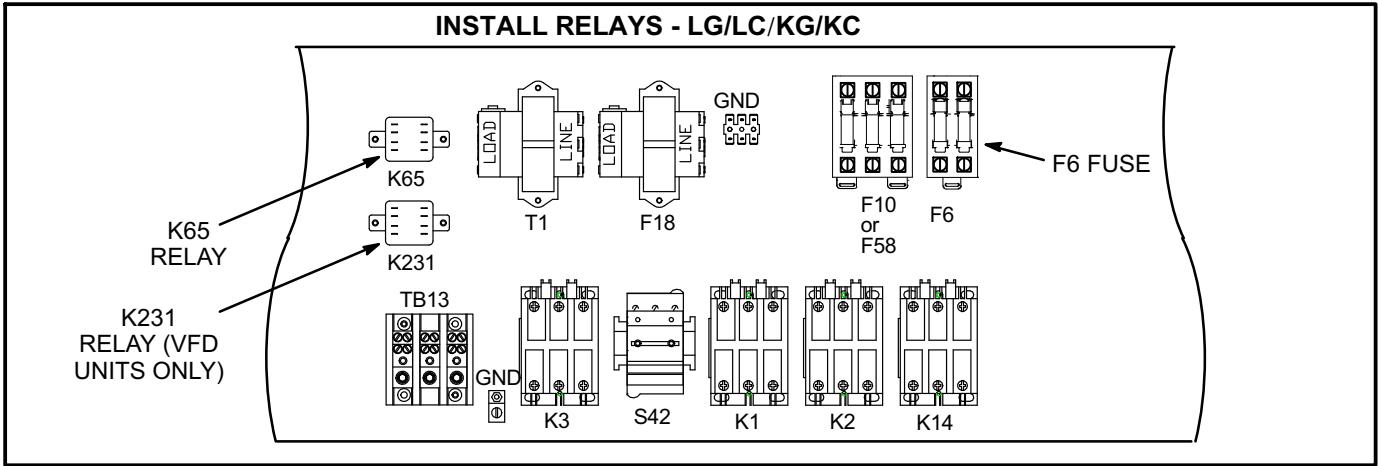 INSTALL RELAYS - LG/LC/KG/KC
K65
RELAY
K231
RELAY (VFD
UNITS ONLY)
K65
K231
LOAD
LINE
T1
LOAD
LINE
F18
GND
F10
or
F58
F6
F6 FUSE
TB13
GND
K3
S42
K1
K2
K14